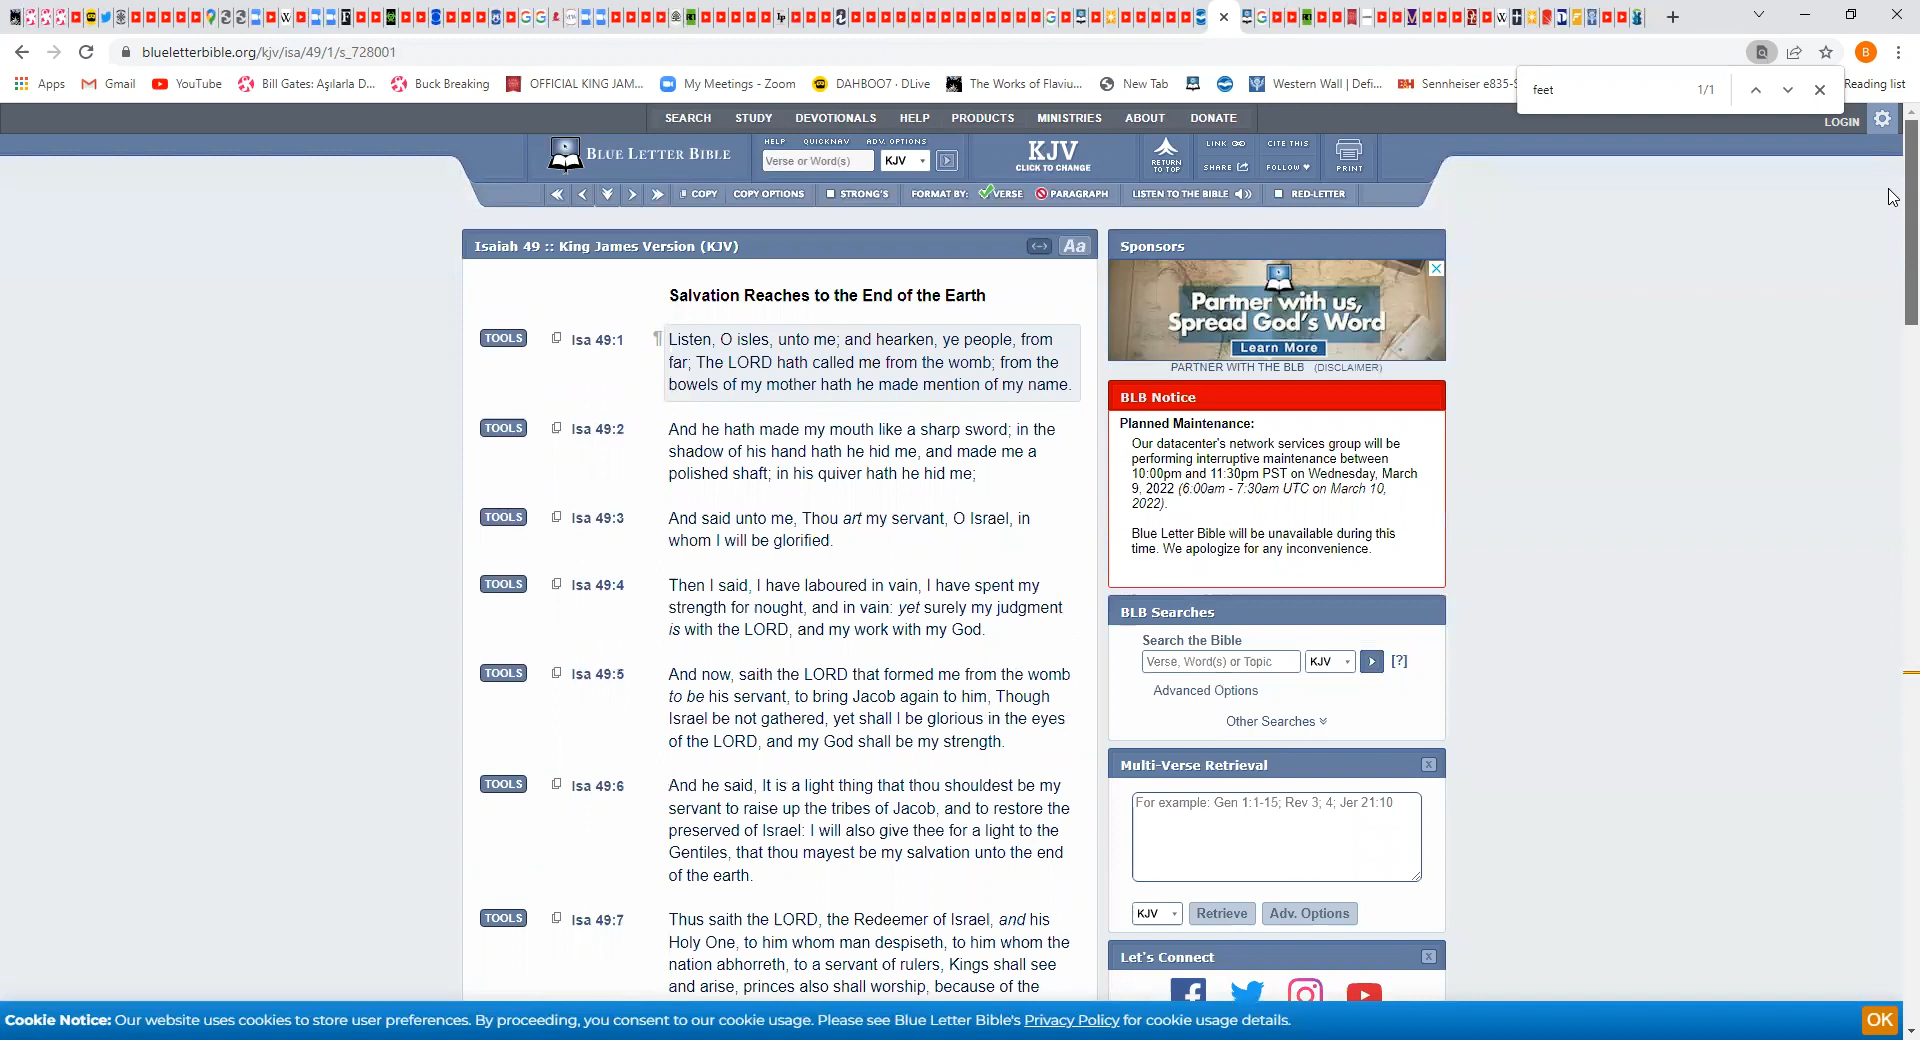 blueletterbible.org/kjv/isa/49/1/s_728001
Apps Gmail YouTube Bill Gates: Aşılarla D... Buck Breaking OFFICIAL KING JAM... My Meetings - Zoom DAHBOO7 · DLive The Works of Flaviu... New Tab Western Wall | Defi... Sennheiser e835-S Reading list
feet 1/1
SEARCH STUDY DEVOTIONALS HELP PRODUCTS MINISTRIES ABOUT DONATE
LOGIN
BLUE LETTER BIBLE
HELP QUICKNAV ADV. OPTIONS
Verse or Word(s) KJV
KJV
CLICK TO CHANGE
RETURN TO TOP
LINK CITE THIS
SHARE FOLLOW
PRINT
COPY COPY OPTIONS STRONG'S FORMAT BY: VERSE PARAGRAPH LISTEN TO THE BIBLE RED-LETTER
Isaiah 49 :: King James Version (KJV)
Aa
Salvation Reaches to the End of the Earth
TOOLS Isa 49:1 ¶ Listen, O isles, unto me; and hearken, ye people, from
far; The LORD hath called me from the womb; from the
bowels of my mother hath he made mention of my name.
TOOLS Isa 49:2 And he hath made my mouth like a sharp sword; in the
shadow of his hand hath he hid me, and made me a
polished shaft; in his quiver hath he hid me;
TOOLS Isa 49:3 And said unto me, Thou art my servant, O Israel, in
whom I will be glorified.
TOOLS Isa 49:4 Then I said, I have laboured in vain, I have spent my
strength for nought, and in vain: yet surely my judgment
is with the LORD, and my work with my God.
TOOLS Isa 49:5 And now, saith the LORD that formed me from the womb
to be his servant, to bring Jacob again to him, Though
Israel be not gathered, yet shall I be glorious in the eyes
of the LORD, and my God shall be my strength.
TOOLS Isa 49:6 And he said, It is a light thing that thou shouldest be my
servant to raise up the tribes of Jacob, and to restore the
preserved of Israel: I will also give thee for a light to the
Gentiles, that thou mayest be my salvation unto the end
of the earth.
TOOLS Isa 49:7 Thus saith the LORD, the Redeemer of Israel, and his
Holy One, to him whom man despiseth, to him whom the
nation abhorreth, to a servant of rulers, Kings shall see
and arise, princes also shall worship, because of the
Sponsors
Partner with us,
Spread God's Word
Learn More
PARTNER WITH THE BLB (DISCLAIMER)
BLB Notice
Planned Maintenance:
Our datacenter's network services group will be
performing interruptive maintenance between
10:00pm and 11:30pm PST on Wednesday, March
9, 2022 (6:00am - 7:30am UTC on March 10,
2022).
Blue Letter Bible will be unavailable during this
time. We apologize for any inconvenience.
BLB Searches
Search the Bible
Verse, Word(s) or Topic KJV [?]
Advanced Options
Other Searches
Multi-Verse Retrieval
For example: Gen 1:1-15; Rev 3; 4; Jer 21:10
KJV Retrieve Adv. Options
Let's Connect
Cookie Notice: Our website uses cookies to store user preferences. By proceeding, you consent to our cookie usage. Please see Blue Letter Bible's Privacy Policy for cookie usage details.
OK